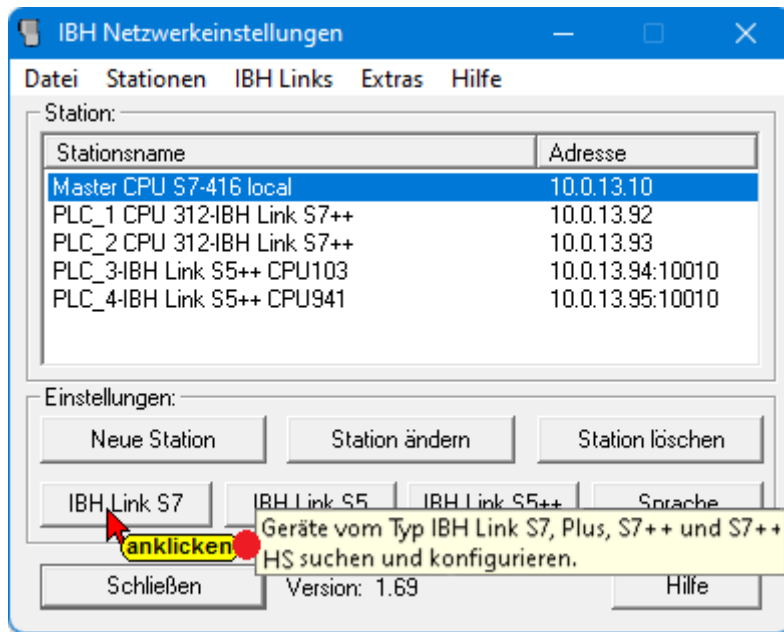 IBH Netzwerkeinstellungen
Datei Stationen IBH Links Extras Hilfe
Station:
Stationsname Adresse
Master CPU S7-416 local 10.0.13.10
PLC_1 CPU 312-IBH Link S7++ 10.0.13.92
PLC_2 CPU 312-IBH Link S7++ 10.0.13.93
PLC_3-IBH Link S5++ CPU103 10.0.13.94:10010
PLC_4-IBH Link S5++ CPU941 10.0.13.95:10010
Einstellungen:
Neue Station Station ändern Station löschen
IBH Link S7 IBH Link S5 IBH Link S5++ Sprache
anklicken
Geräte vom Typ IBH Link S7, Plus, S7++ und S7++
HS suchen und konfigurieren.
Schließen Version: 1.69 Hilfe